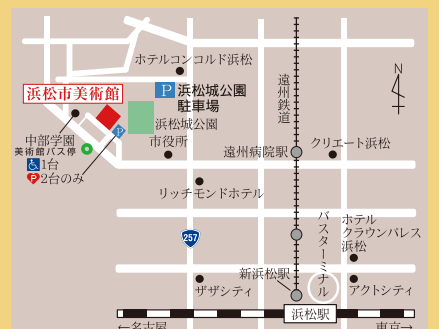 ホテルコンコルド浜松
N
P 浜松城公園
駐車場
遠州鉄道
浜松市美術館
P
浜松城公園
中部学園
市役所
クリエート浜松
美術館バス停
遠州病院駅
1台
P 2台のみ
リッチモンドホテル
バスターミナル
ホテル
クラウンパレス
浜松
257
新浜松駅
ザザシティ
アクトシティ
浜松駅
←名古屋
東京→